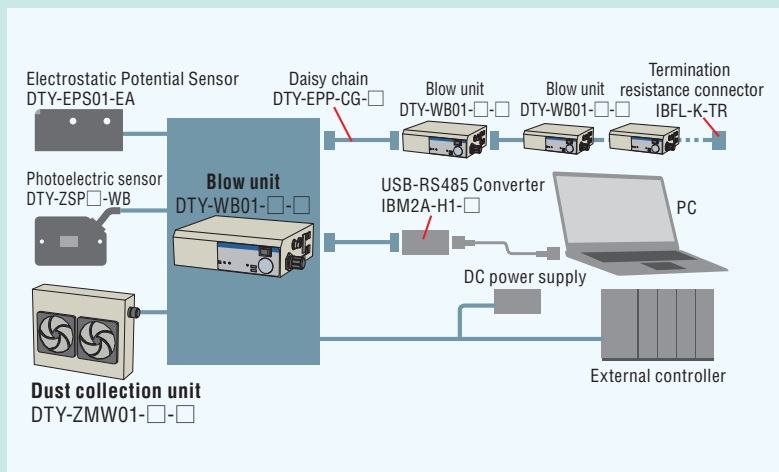 Electrostatic Potential Sensor
DTY-EPS01-EA
Daisy chain
DTY-EPP-CG-□
Blow unit
DTY-WB01-□-□
Blow unit
DTY-WB01-□-□
Termination
resistance connector
IBFL-K-TR
Photoelectric sensor
DTY-ZSP□-WB
Blow unit
DTY-WB01-□-□
USB-RS485 Converter
IBM2A-H1-□
PC
DC power supply
External controller
Dust collection unit
DTY-ZMW01-□-□